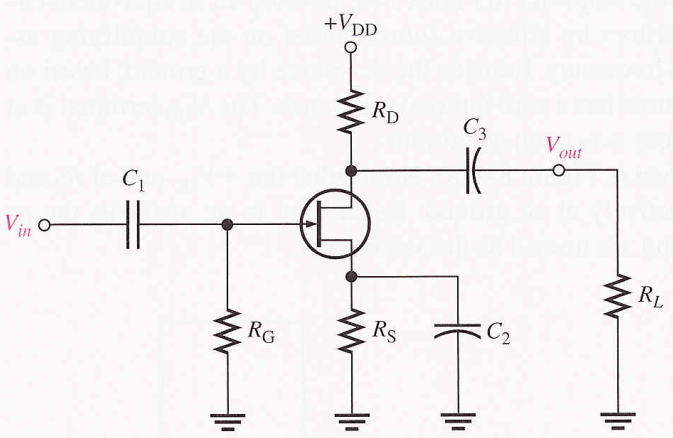 +V_DD
R_D
C_3
V_out
C_1
V_in
R_L
R_G
R_S
C_2